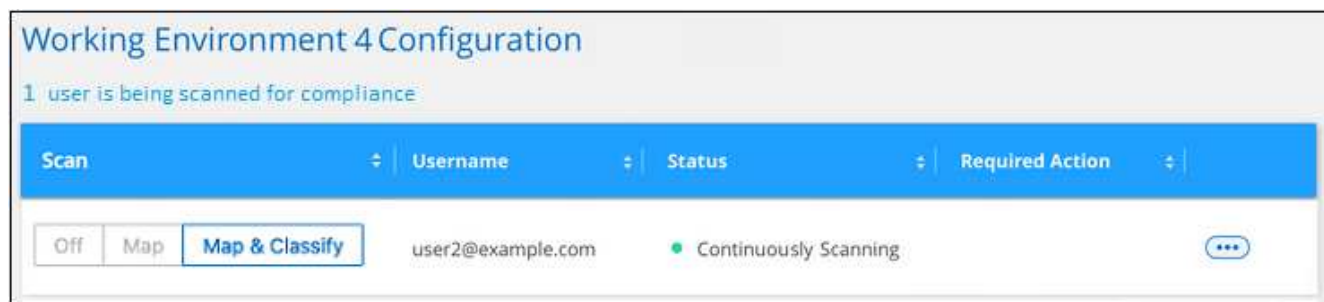 Working Environment 4 Configuration
1 user is being scanned for compliance
Scan Username Status Required Action
Off Map Map & Classify user2@example.com Continuously Scanning